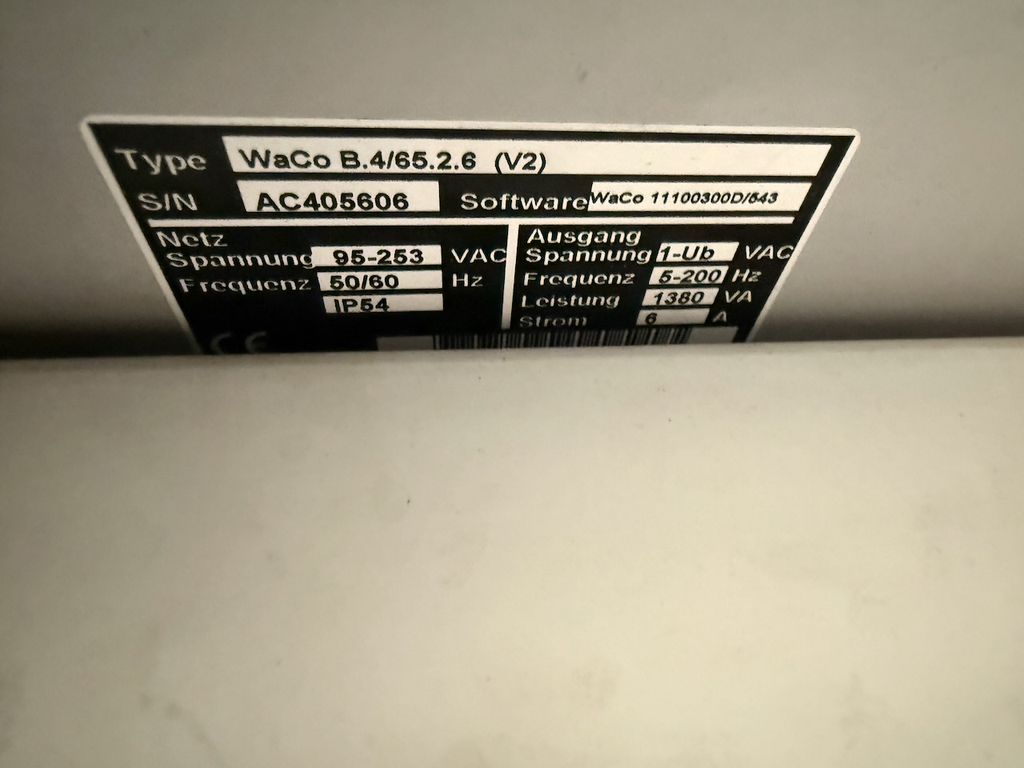 Type WaCo B.4/65.2.6 (V2)
S/N AC405606 Software WaCo 11100300D/543
Netz
Spannung 95-253 VAC
Frequenz 50/60 Hz
IP54
Ausgang
Spannung 1-Ub VAC
Frequenz 5-200 Hz
Leistung 1380 VA
Strom 6 A
CE